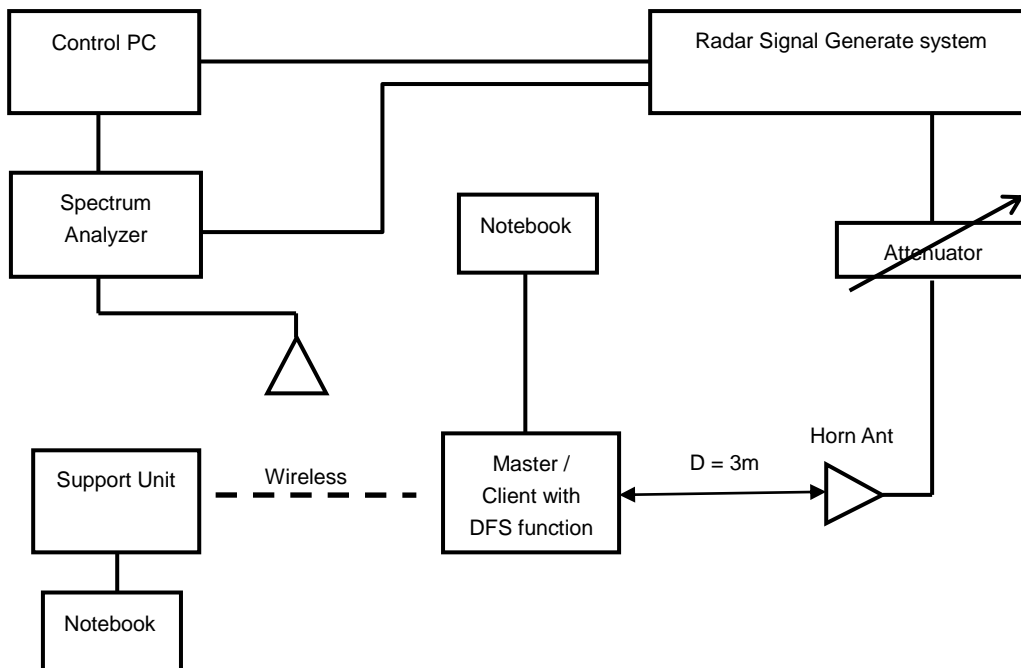 Control PC
Radar Signal Generate system
Spectrum
Analyzer
Notebook
Attenuator
Horn Ant
Support Unit
Wireless
Master /
Client with
DFS function
D = 3m
Notebook